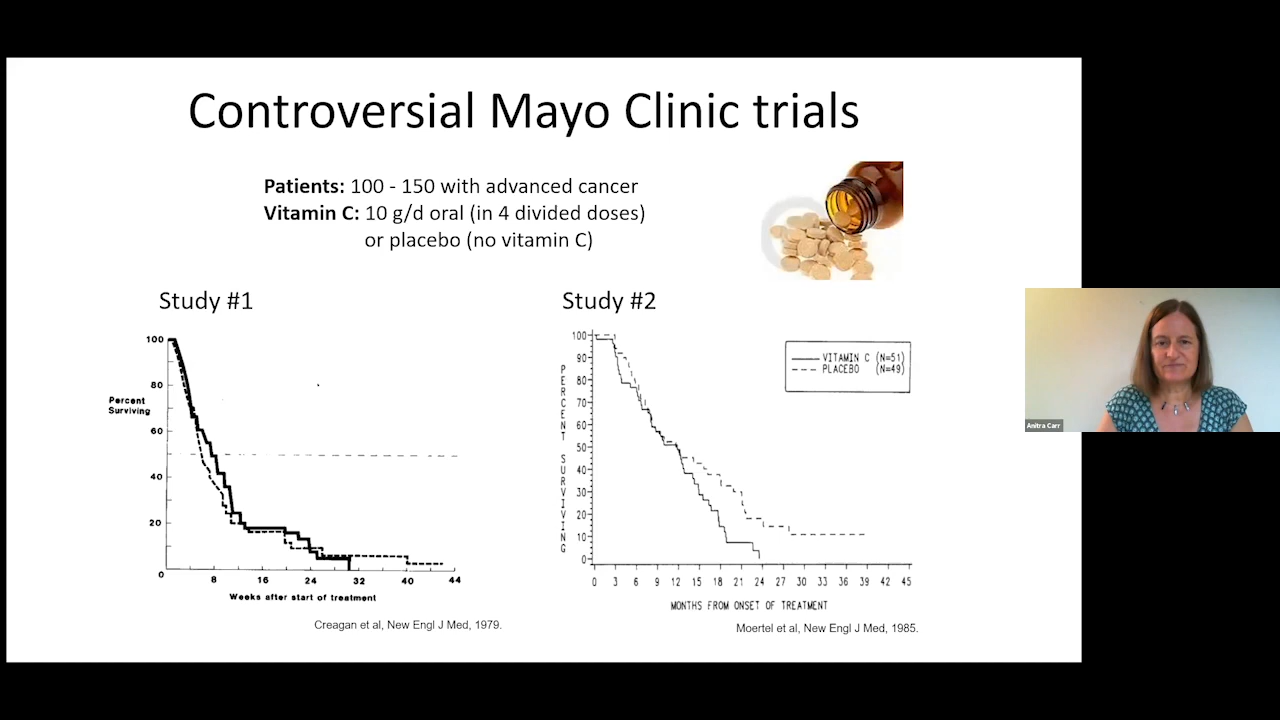 Controversial Mayo Clinic trials
Patients: 100 - 150 with advanced cancer
Vitamin C: 10 g/d oral (in 4 divided doses)
or placebo (no vitamin C)
Study #1
100
80
60
40
20
0
Percent
Surviving
8 16 24 32 40 44
Weeks after start of treatment
Creagan et al, New Engl J Med, 1979.
Study #2
100
90
80
70
60
50
40
30
20
10
0
PERCENT SURVIVING
VITAMIN C (N=51)
PLACEBO (N=49)
0 3 6 9 12 15 18 21 24 27 30 33 36 39 42 45
MONTHS FROM ONSET OF TREATMENT
Moertel et al, New Engl J Med, 1985.
Anitra Carr